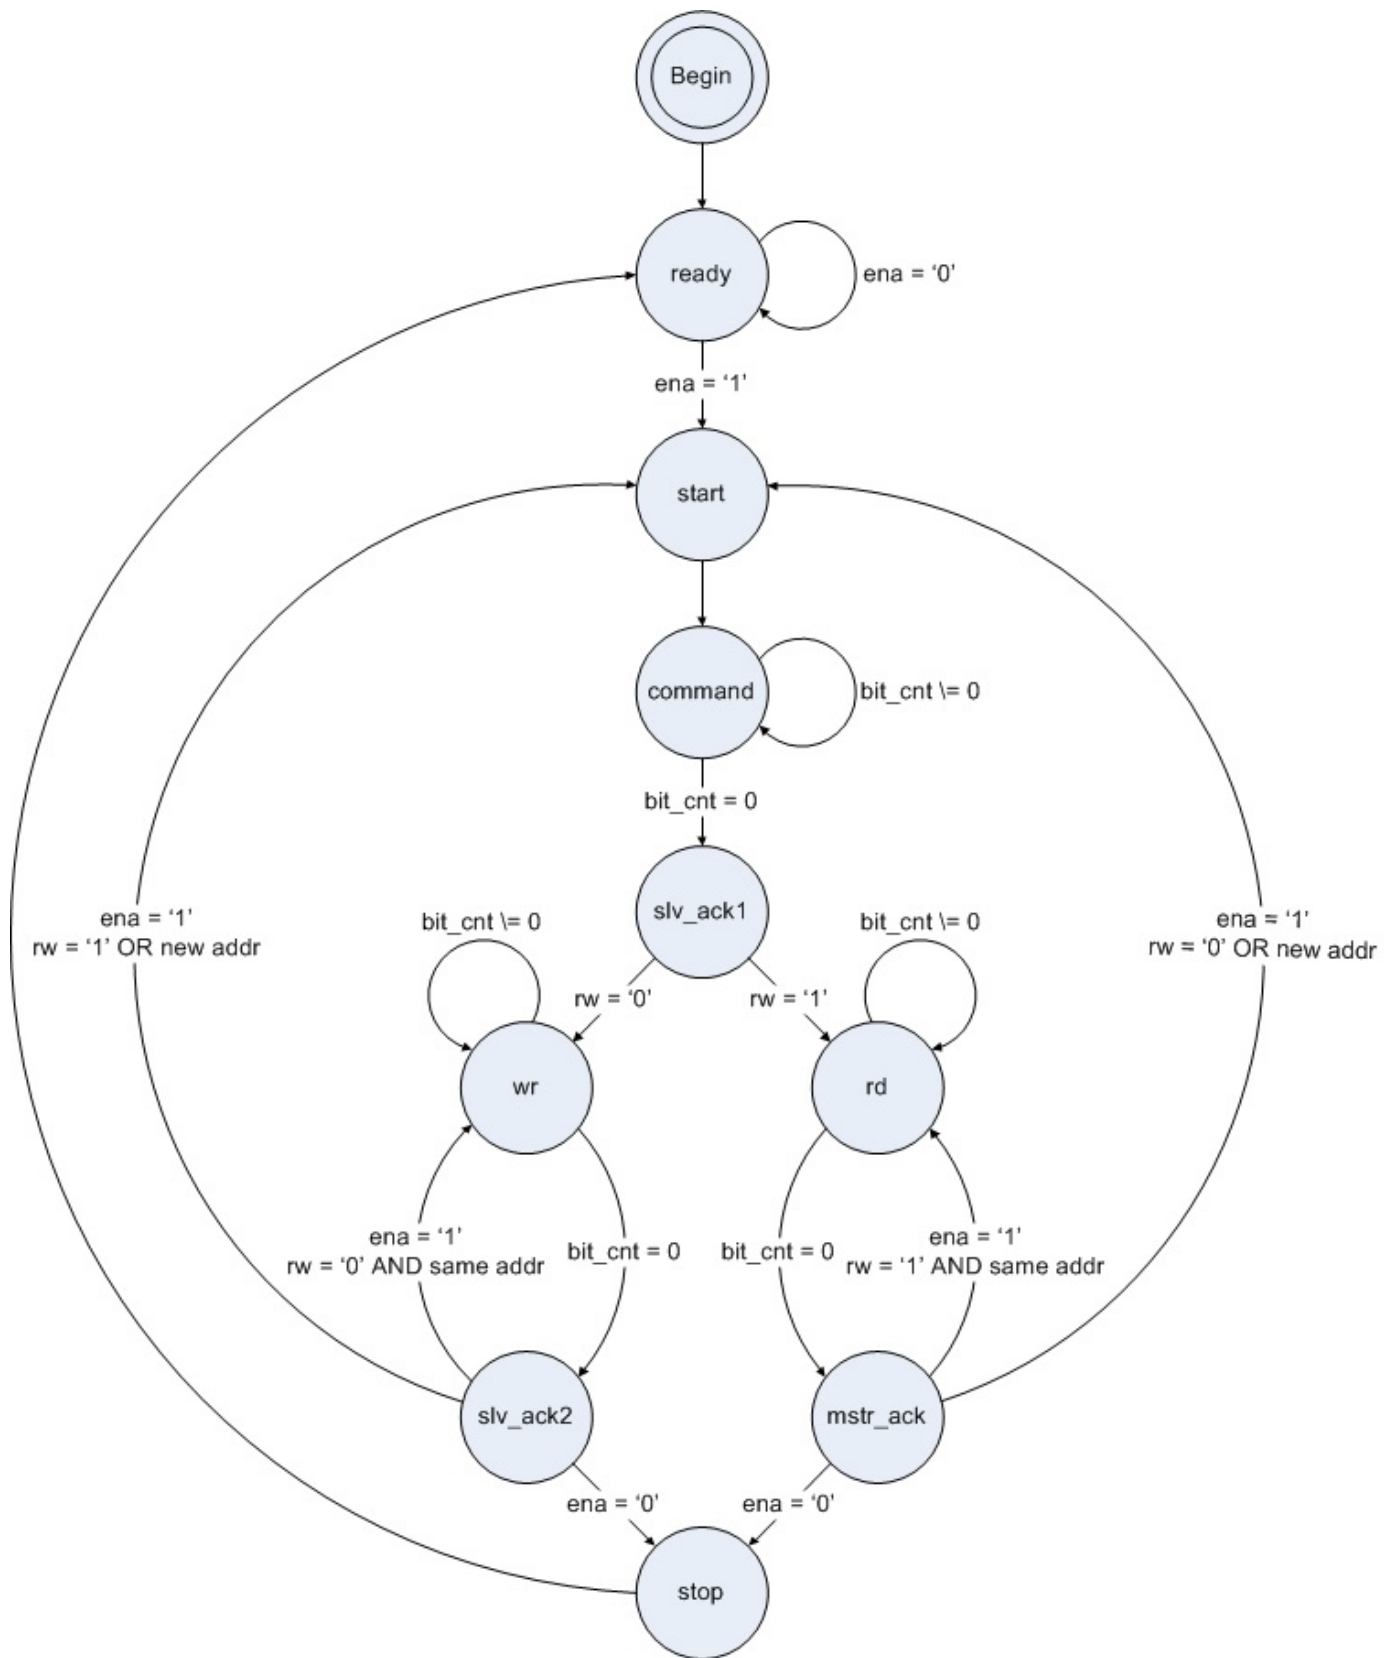 Begin
ready
ena = ‘0’
ena = ‘1’
start
command
bit_cnt \= 0
bit_cnt = 0
slv_ack1
ena = ‘1’
rw = ‘1’ OR new addr
bit_cnt \= 0
bit_cnt \= 0
ena = ‘1’
rw = ‘0’ OR new addr
rw = ‘0’
rw = ‘1’
wr
rd
ena = ‘1’
rw = ‘0’ AND same addr
bit_cnt = 0
bit_cnt = 0
ena = ‘1’
rw = ‘1’ AND same addr
slv_ack2
mstr_ack
ena = ‘0’
ena = ‘0’
stop